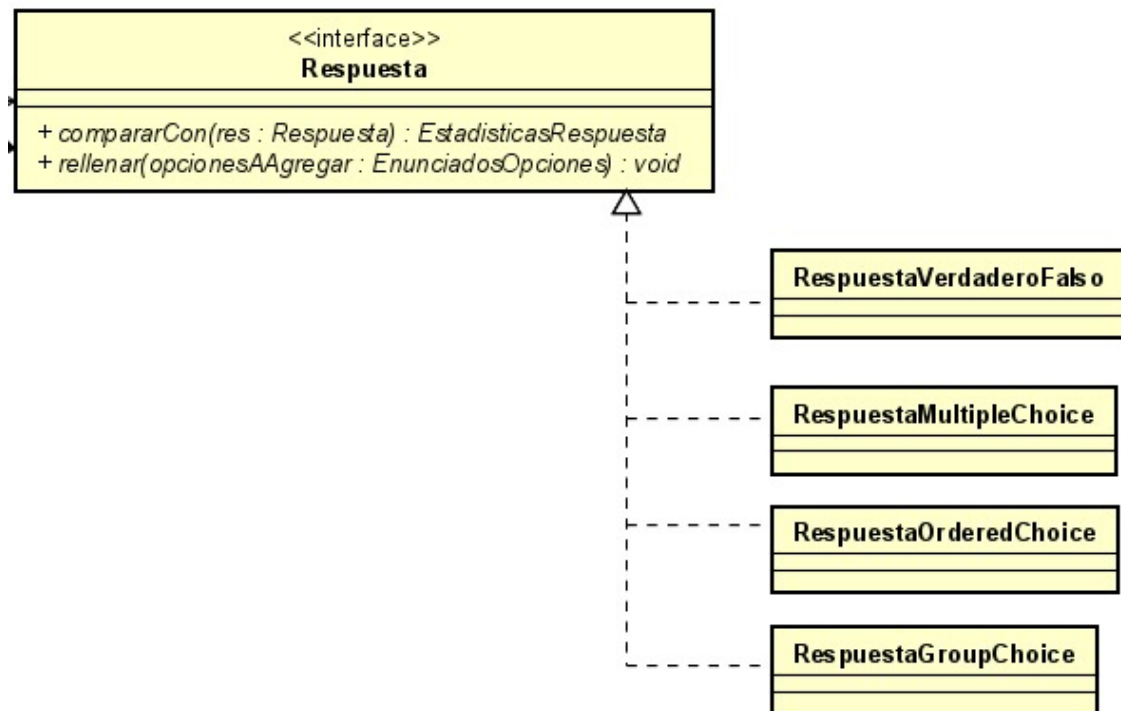 <<interface>>
Respuesta
+ compararCon(res : Respuesta) : EstadisticasRespuesta
+ rellenar(opcionesAAgregar : EnunciadosOpciones) : void
RespuestaVerdaderoFalso
RespuestaMultipleChoice
RespuestaOrderedChoice
RespuestaGroupChoice